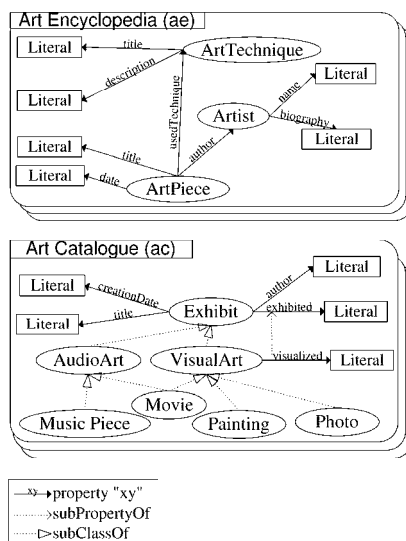 Art Encyclopedia (ae)
Literal
title
ArtTechnique
description
Literal
Literal
name
usedTechnique
Artist
biography
Literal
Literal
title
author
Literal
date
ArtPiece
Art Catalogue (ac)
Literal
author
Literal
creationDate
Exhibit
exhibited
Literal
Literal
title
AudioArt
VisualArt
visualized
Literal
Movie
Music Piece
Painting
Photo
xy property "xy"
subPropertyOf
subClassOf